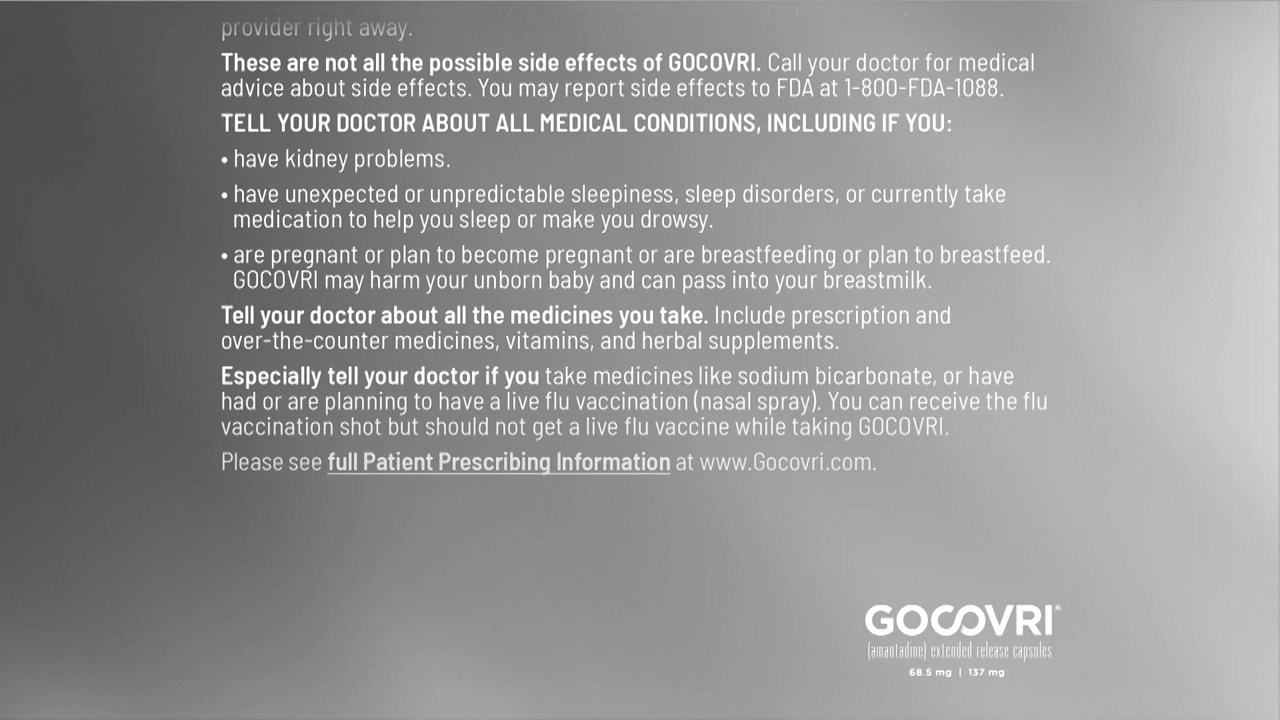 provider right away.
These are not all the possible side effects of GOCOVRI. Call your doctor for medical
advice about side effects. You may report side effects to FDA at 1-800-FDA-1088.
TELL YOUR DOCTOR ABOUT ALL MEDICAL CONDITIONS, INCLUDING IF YOU:
• have kidney problems.
• have unexpected or unpredictable sleepiness, sleep disorders, or currently take
medication to help you sleep or make you drowsy.
• are pregnant or plan to become pregnant or are breastfeeding or plan to breastfeed.
GOCOVRI may harm your unborn baby and can pass into your breastmilk.
Tell your doctor about all the medicines you take. Include prescription and
over-the-counter medicines, vitamins, and herbal supplements.
Especially tell your doctor if you take medicines like sodium bicarbonate, or have
had or are planning to have a live flu vaccination (nasal spray). You can receive the flu
vaccination shot but should not get a live flu vaccine while taking GOCOVRI.
Please see full Patient Prescribing Information at www.Gocovri.com.
GOCOVRI®
(amantadine) extended release capsules
68.5 mg | 137 mg